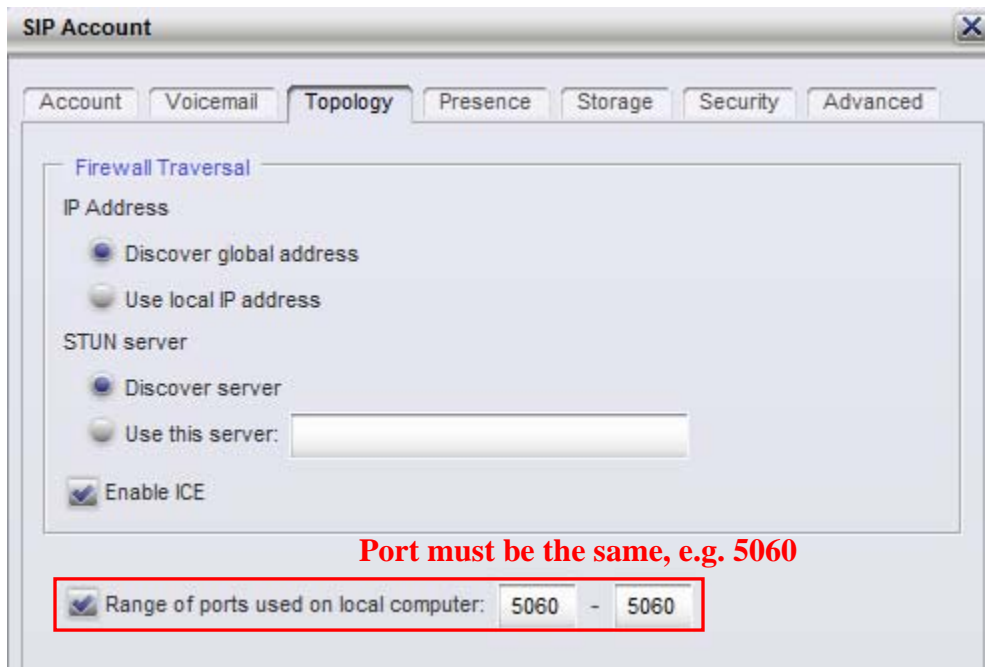 SIP Account
Account Voicemail Topology Presence Storage Security Advanced
Firewall Traversal
IP Address
Discover global address
Use local IP address
STUN server
Discover server
Use this server:
Enable ICE
Port must be the same, e.g. 5060
Range of ports used on local computer: 5060 - 5060